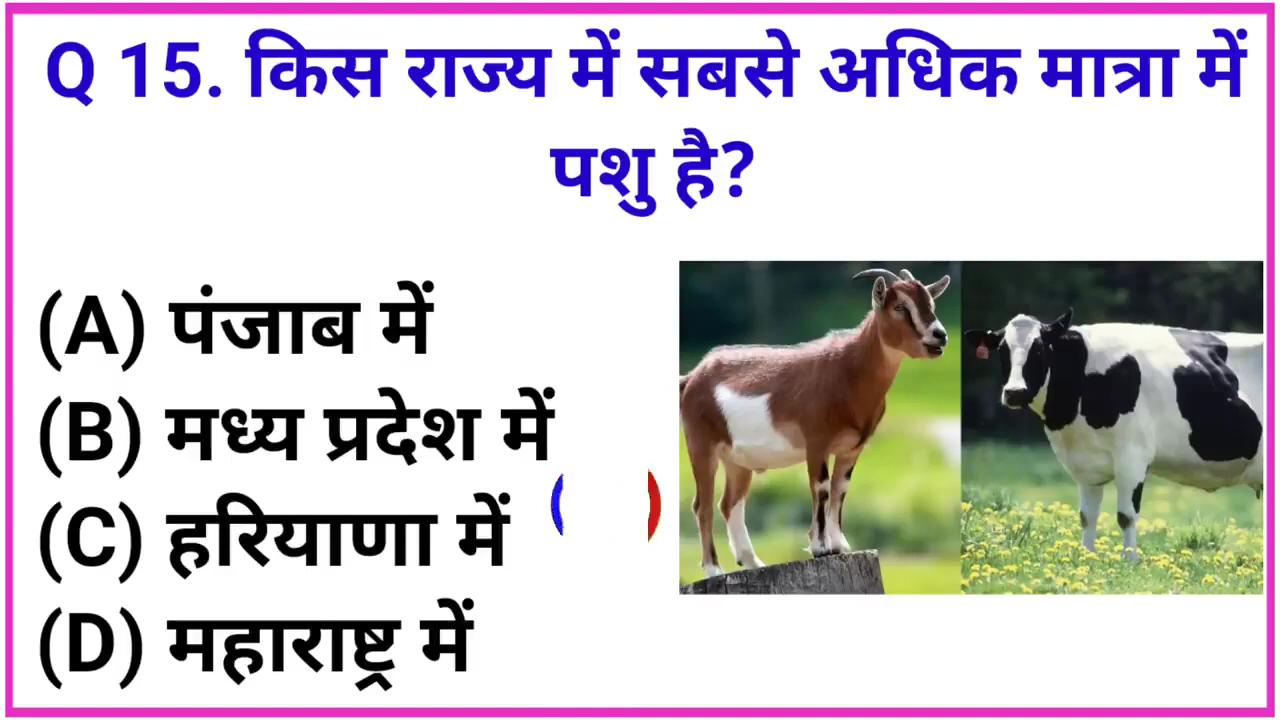 Q 15. किस राज्य में सबसे अधिक मात्रा में
पशु है?
(A) पंजाब में
(B) मध्य प्रदेश में
(C) हरियाणा में
(D) महाराष्ट्र में